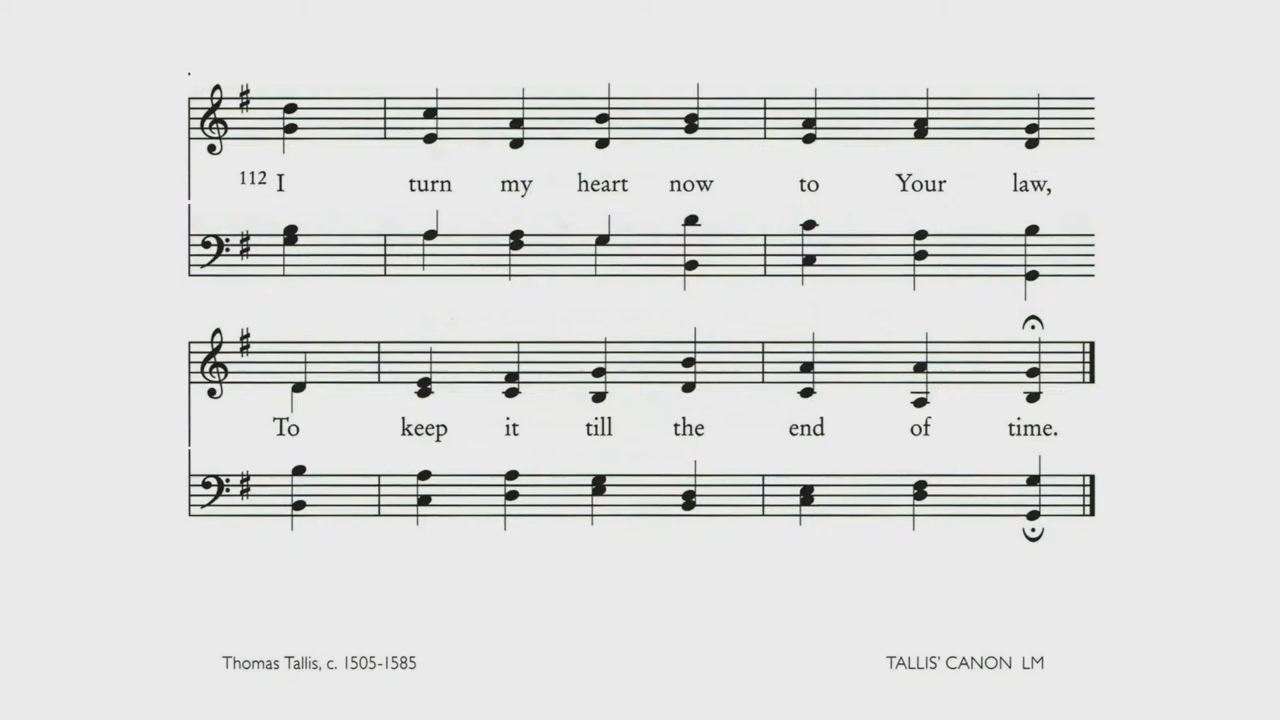 112 I turn my heart now to Your law,
To keep it till the end of time.
Thomas Tallis, c. 1505-1585
TALLIS' CANON LM